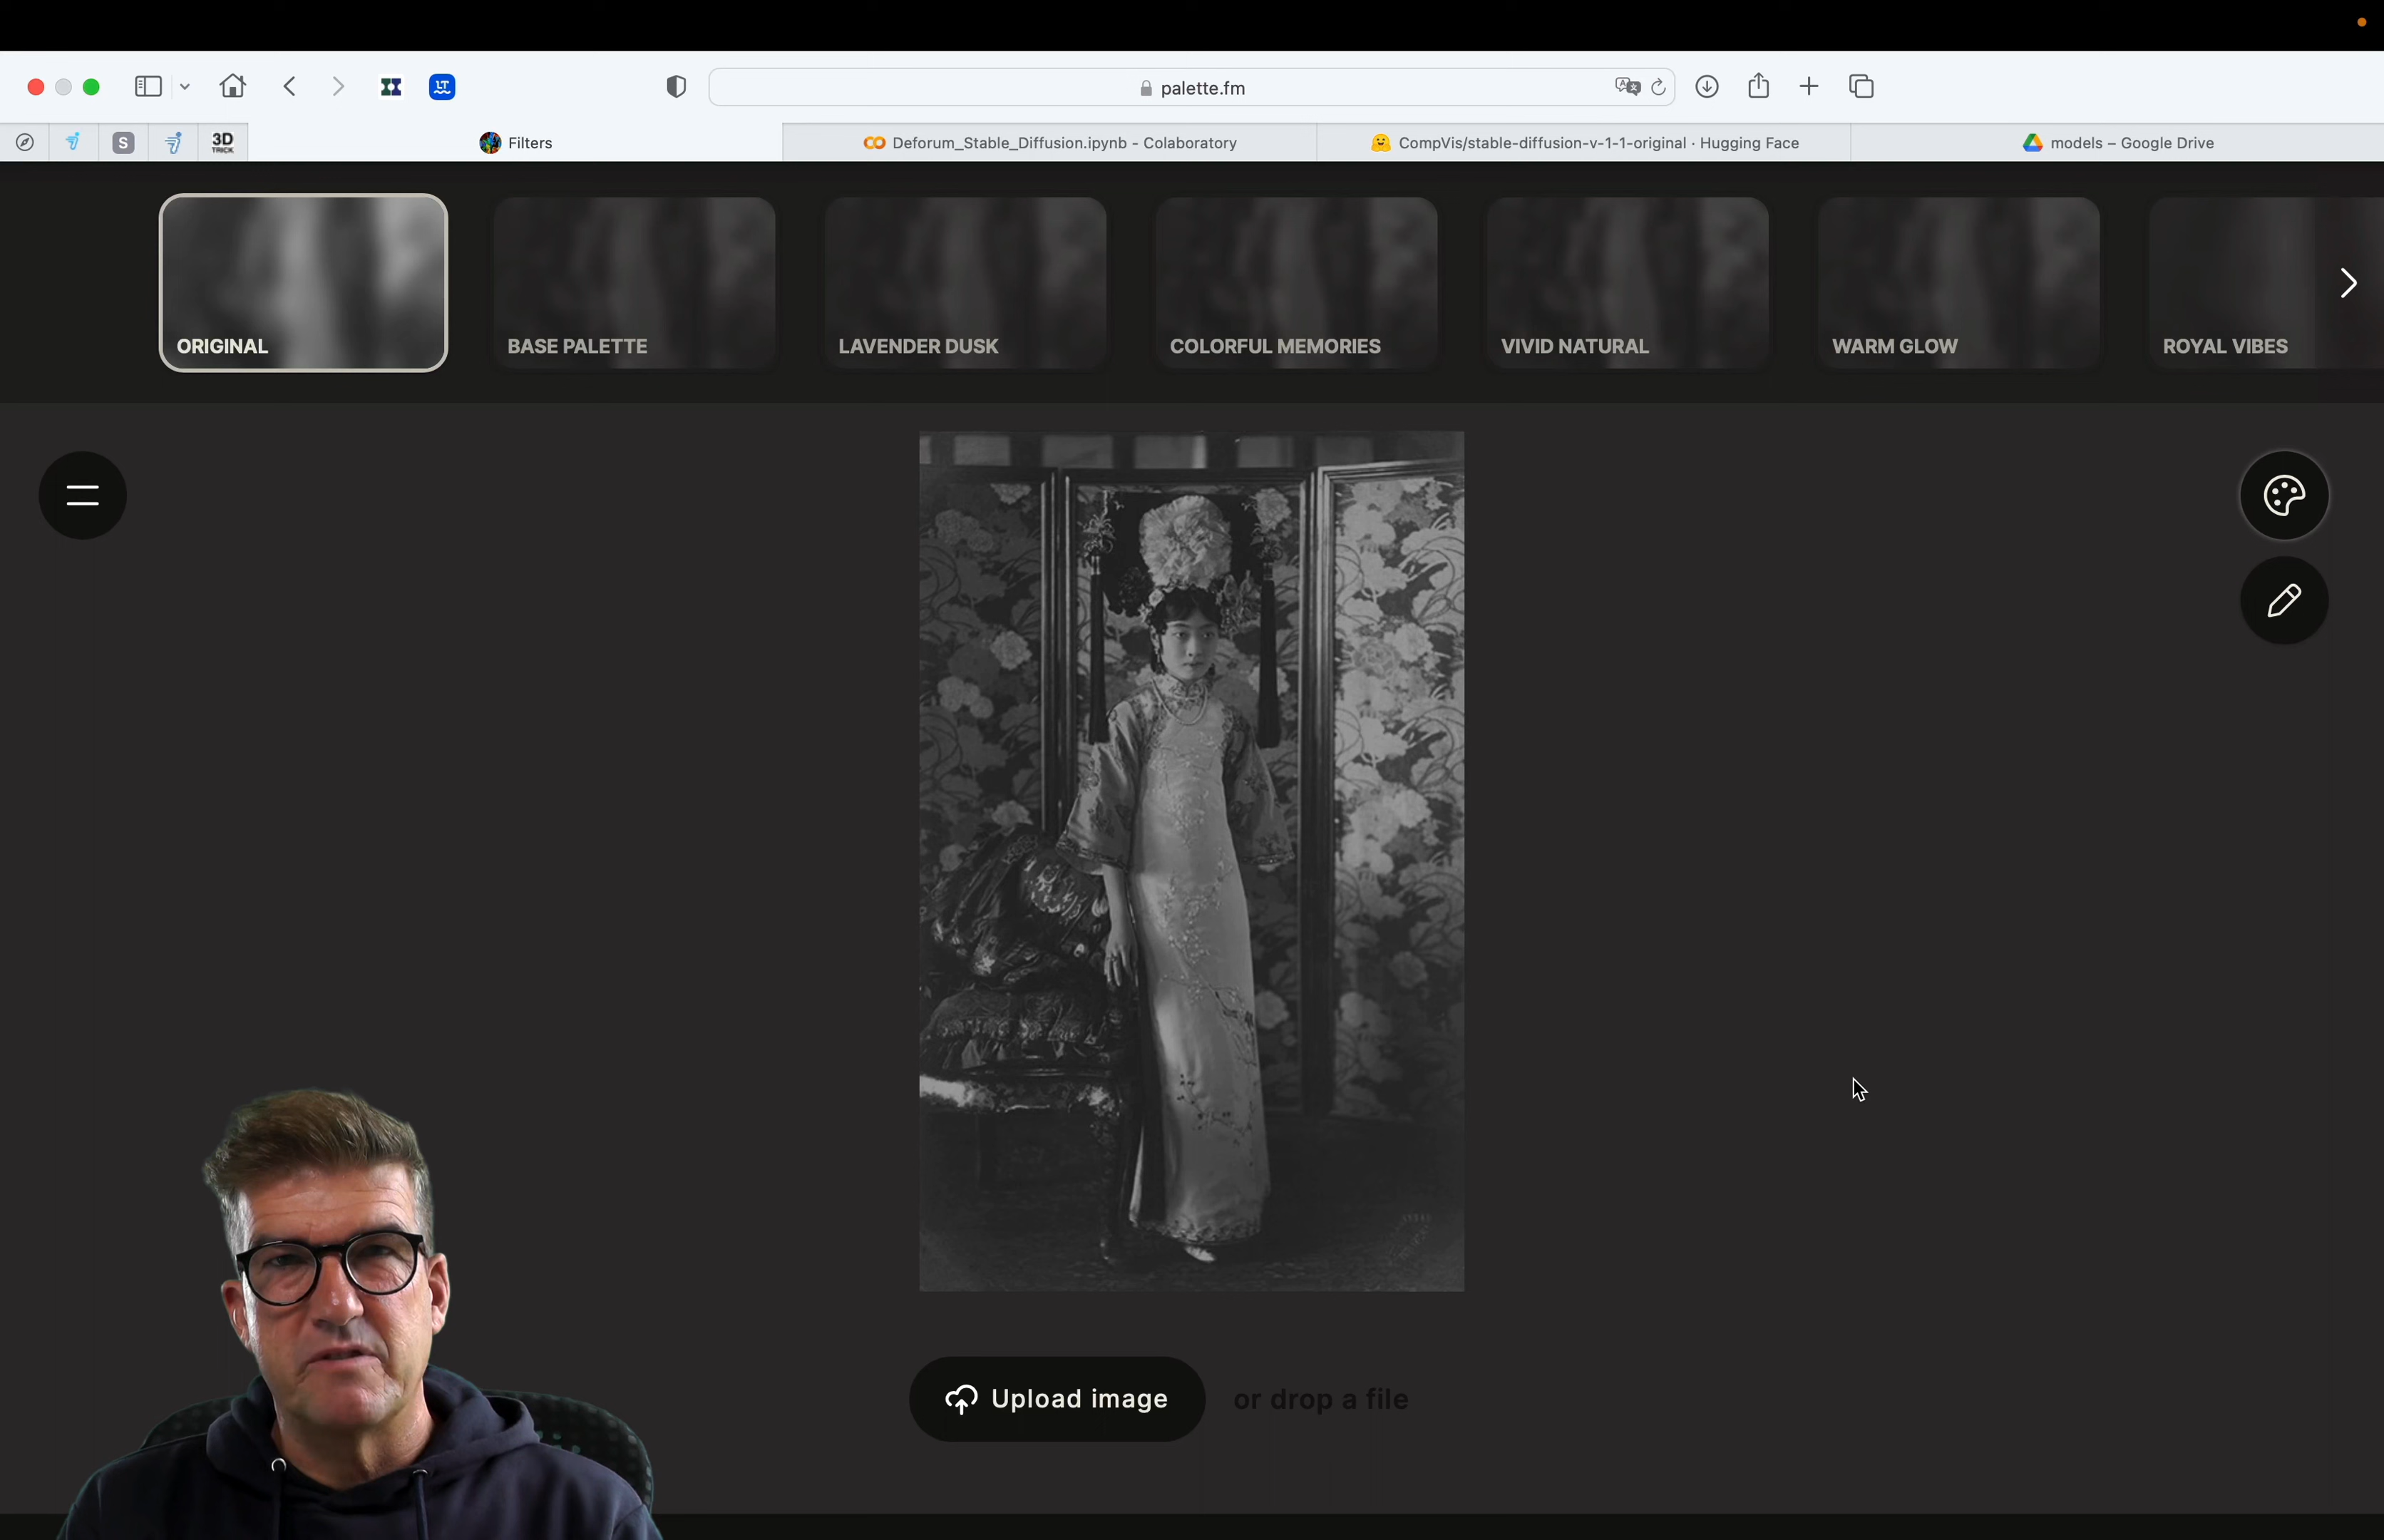 palette.fm
S
3D
TRICK
Filters
Deforum_Stable_Diffusion.ipynb - Colaboratory
CompVis/stable-diffusion-v-1-1-original · Hugging Face
models – Google Drive
ORIGINAL
BASE PALETTE
LAVENDER DUSK
COLORFUL MEMORIES
VIVID NATURAL
WARM GLOW
ROYAL VIBES
Upload image or drop a file